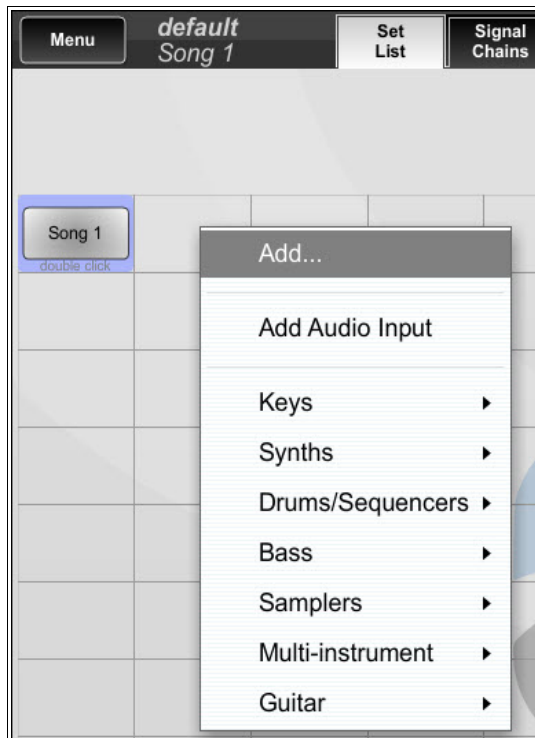 Menu
default
Song 1
Set
List
Signal
Chains
Song 1
double click
Add...
Add Audio Input
Keys
Synths
Drums/Sequencers
Bass
Samplers
Multi-instrument
Guitar